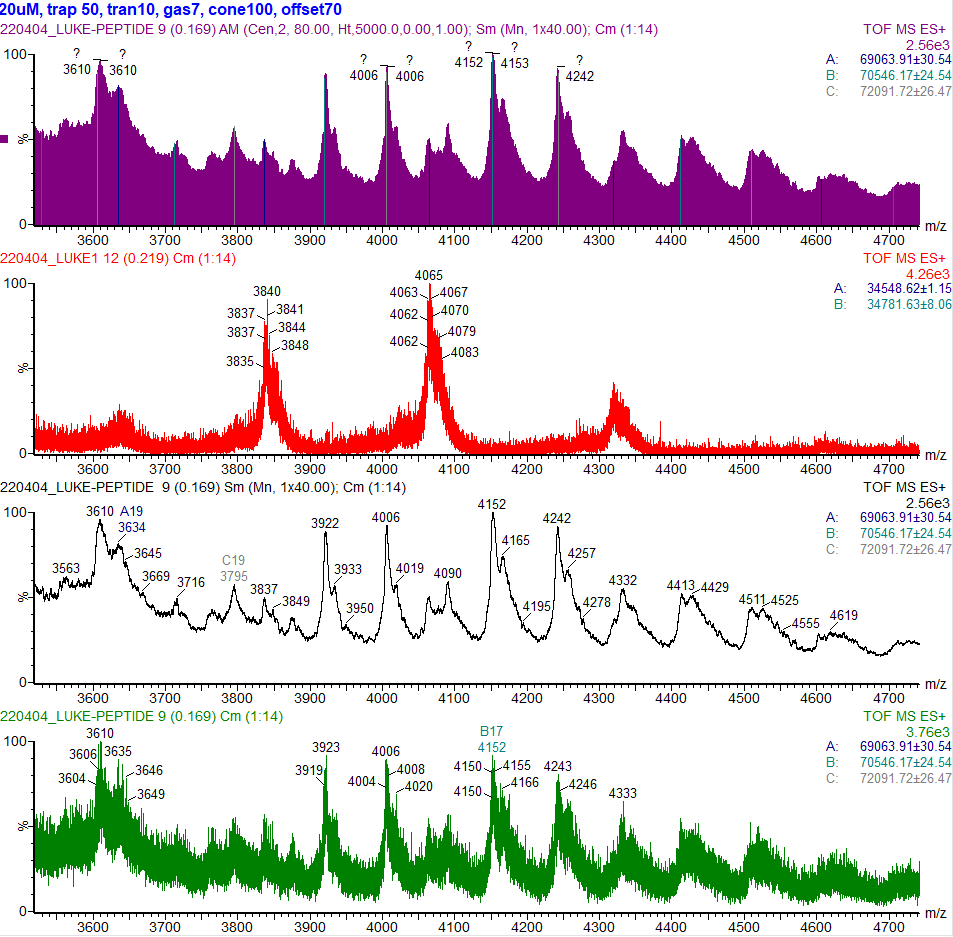 20uM, trap 50, tran10, gas7, cone100, offset70
220404_LUKE-PEPTIDE 9 (0.169) AM (Cen,2, 80.00, Ht,5000.0,0.00,1.00); Sm (Mn, 1x40.00); Cm (1:14)
TOF MS ES+
2.56e3
A: 69063.91±30.54
B: 70546.17±24.54
C: 72091.72±26.47
100
%
0
? 3610
? 3610
? 4006
? 4006
? 4152
? 4153
? 4242
3600 3700 3800 3900 4000 4100 4200 4300 4400 4500 4600 4700 m/z
220404_LUKE1 12 (0.219) Cm (1:14)
TOF MS ES+
4.26e3
A: 34548.62±1.15
B: 34781.63±8.06
100
%
0
3840
3837 3841
3837 3844
3848
3835
4065
4063 4067
4062 4070
4062 4079
4083
3600 3700 3800 3900 4000 4100 4200 4300 4400 4500 4600 4700 m/z
220404_LUKE-PEPTIDE 9 (0.169) Sm (Mn, 1x40.00); Cm (1:14)
TOF MS ES+
2.56e3
A: 69063.91±30.54
B: 70546.17±24.54
C: 72091.72±26.47
100
%
0
3563
3610
A19
3634
3645
3669
3716
C19
3795
3837
3849
3922
3933
3950
4006
4019
4090
4152
4165
4195
4242
4257
4278
4332
4413
4429
4511
4525
4555
4619
3600 3700 3800 3900 4000 4100 4200 4300 4400 4500 4600 4700 m/z
220404_LUKE-PEPTIDE 9 (0.169) Cm (1:14)
TOF MS ES+
3.76e3
A: 69063.91±30.54
B: 70546.17±24.54
C: 72091.72±26.47
100
%
0
3610
3606 3635
3604 3646
3649
3923
3919
4006
4004 4008
4020
B17
4152
4150 4155
4150 4166
4243
4246
4333
3600 3700 3800 3900 4000 4100 4200 4300 4400 4500 4600 4700 m/z